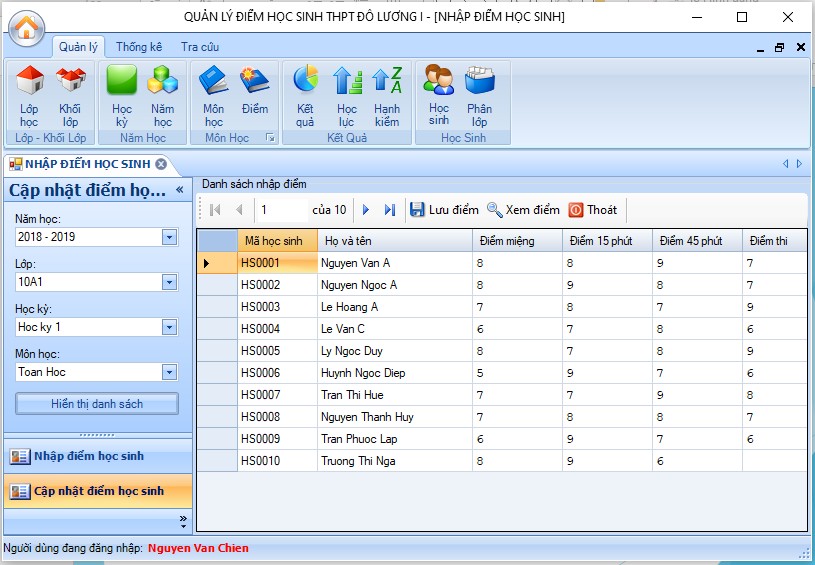 QUẢN LÝ ĐIỂM HỌC SINH THPT ĐÔ LƯƠNG I - [NHẬP ĐIỂM HỌC SINH]
Quản lý Thống kê Tra cứu
Lớp học Khối lớp Học kỳ Năm học Môn học Điểm Kết quả Học lực Hạnh kiểm Học sinh Phân lớp
Lớp - Khối Lớp Năm Học Môn Học Kết Quả Học Sinh
NHẬP ĐIỂM HỌC SINH
Cập nhật điểm họ... «
Năm học:
2018 - 2019
Lớp:
10A1
Học kỳ:
Hoc ky 1
Môn học:
Toan Hoc
Hiển thị danh sách
Nhập điểm học sinh
Cập nhật điểm học sinh
Danh sách nhập điểm
1 của 10 Lưu điểm Xem điểm Thoát
Mã học sinh Họ và tên Điểm miệng Điểm 15 phút Điểm 45 phút Điểm thi
HS0001 Nguyen Van A 8 8 9 7
HS0002 Nguyen Ngoc A 8 9 8 7
HS0003 Le Hoang A 7 8 7 9
HS0004 Le Van C 6 7 8 6
HS0005 Ly Ngoc Duy 8 7 8 9
HS0006 Huynh Ngoc Diep 5 9 7 6
HS0007 Tran Thi Hue 7 7 9 8
HS0008 Nguyen Thanh Huy 7 8 8 7
HS0009 Tran Phuoc Lap 6 9 7 6
HS0010 Truong Thi Nga 8 9 6
Người dùng đang đăng nhập: Nguyen Van Chien